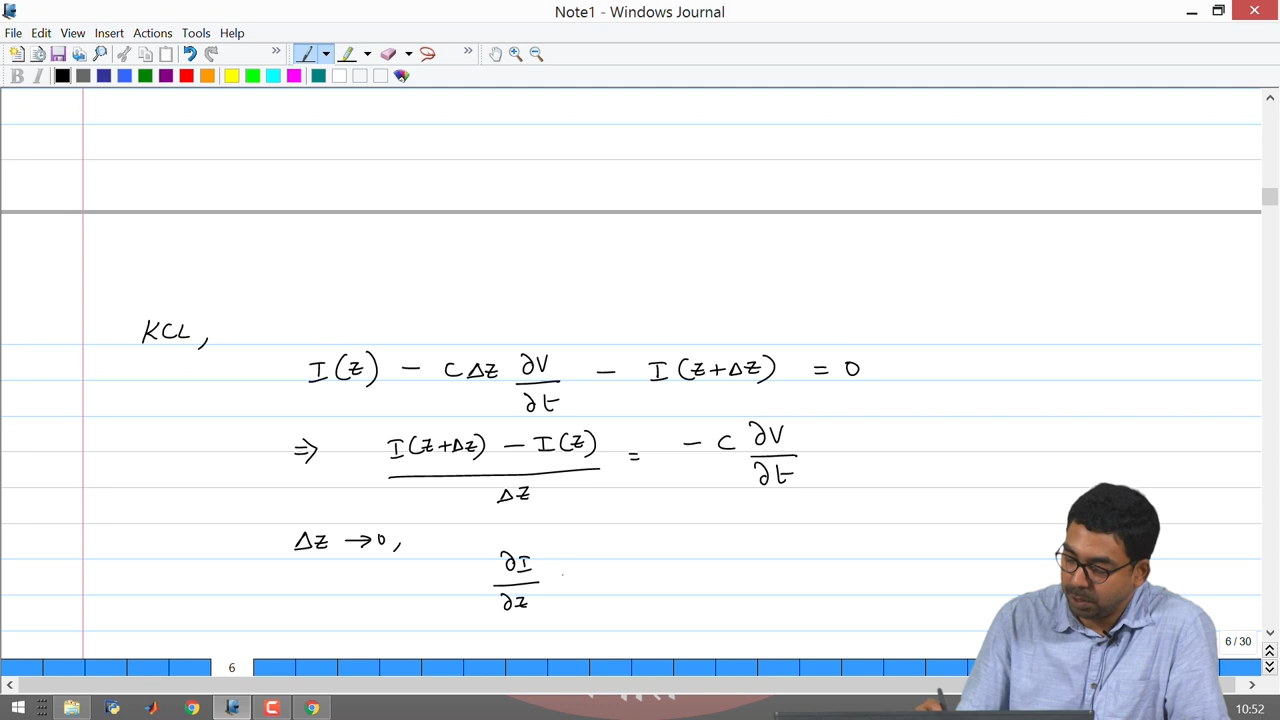 Note1 - Windows Journal
File Edit View Insert Actions Tools Help
KCL,
I(z) - CΔz ∂V/∂t - I(z+Δz) = 0
⇒ (I(z+Δz) - I(z))/Δz = - C ∂V/∂t
Δz → 0,
∂I/∂z
6 / 30
6
10:52